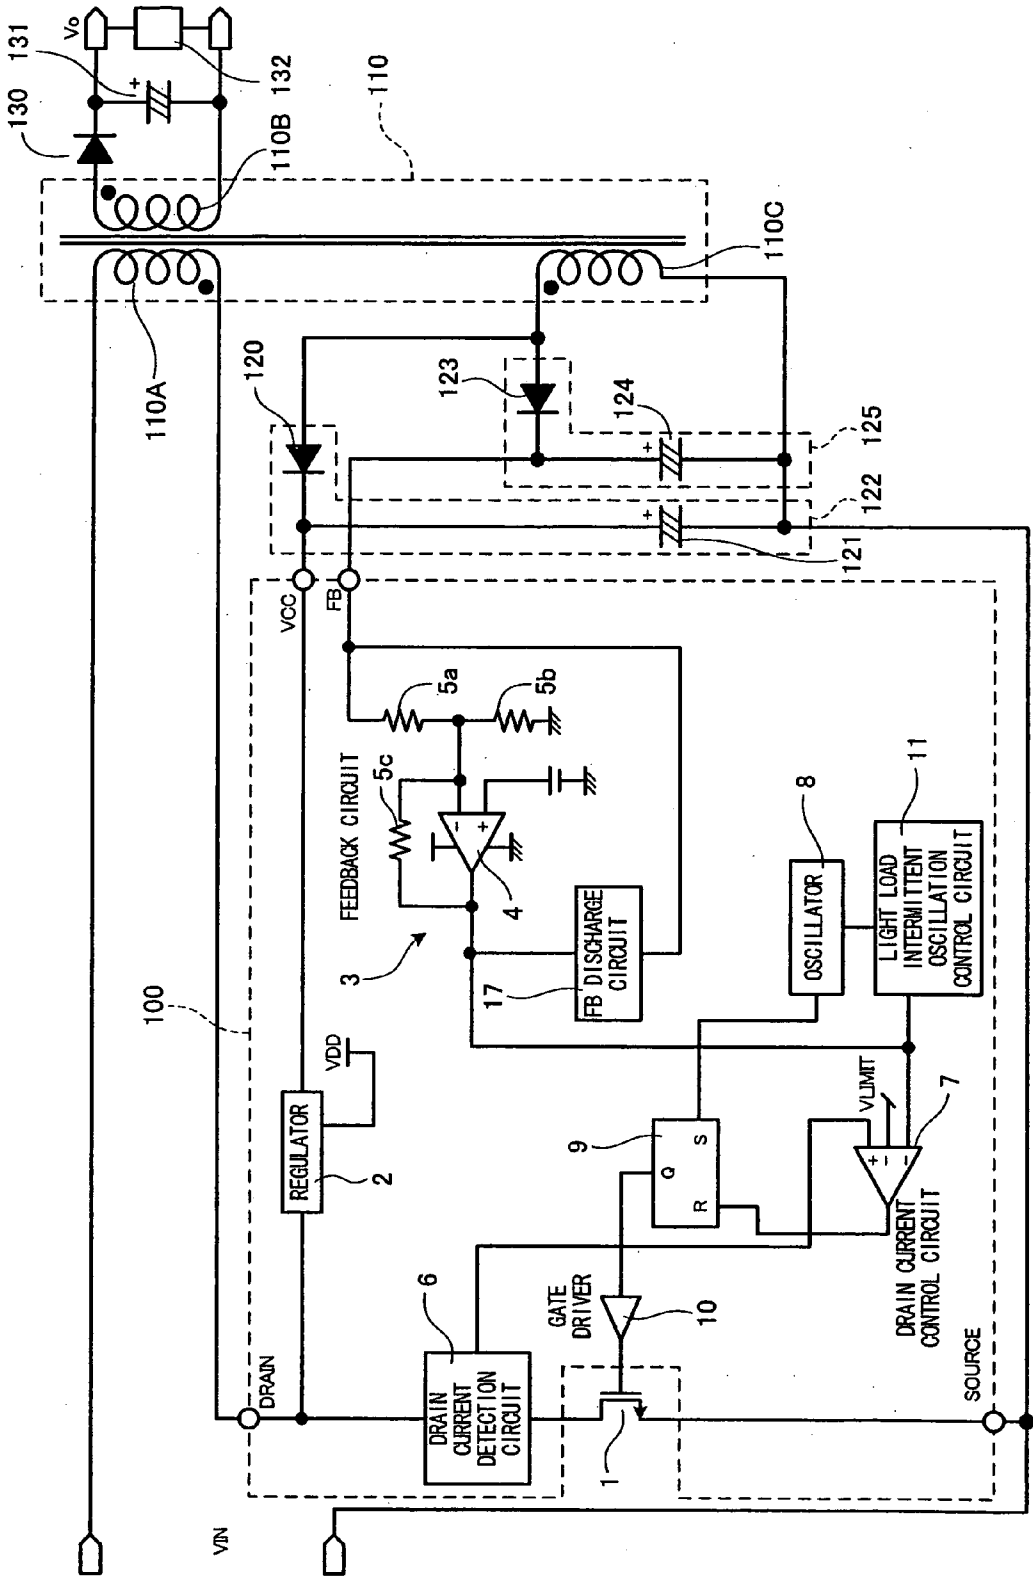 VIN
110A
110
130
131
Vo
132
110B
110C
100
DRAIN
REGULATOR
2
VDD
VCC
FB
120
123
124
125
122
121
6
DRAIN
CURRENT
DETECTION
CIRCUIT
3
FEEDBACK CIRCUIT
5c
5a
5b
-
+
4
17
FB DISCHARGE
CIRCUIT
GATE
DRIVER
10
1
9
Q
R
S
OSCILLATOR
8
LIGHT LOAD
INTERMITTENT
OSCILLATION
CONTROL CIRCUIT
11
VLIMIT
+
-
-
7
DRAIN CURRENT
CONTROL CIRCUIT
SOURCE
+
+
+